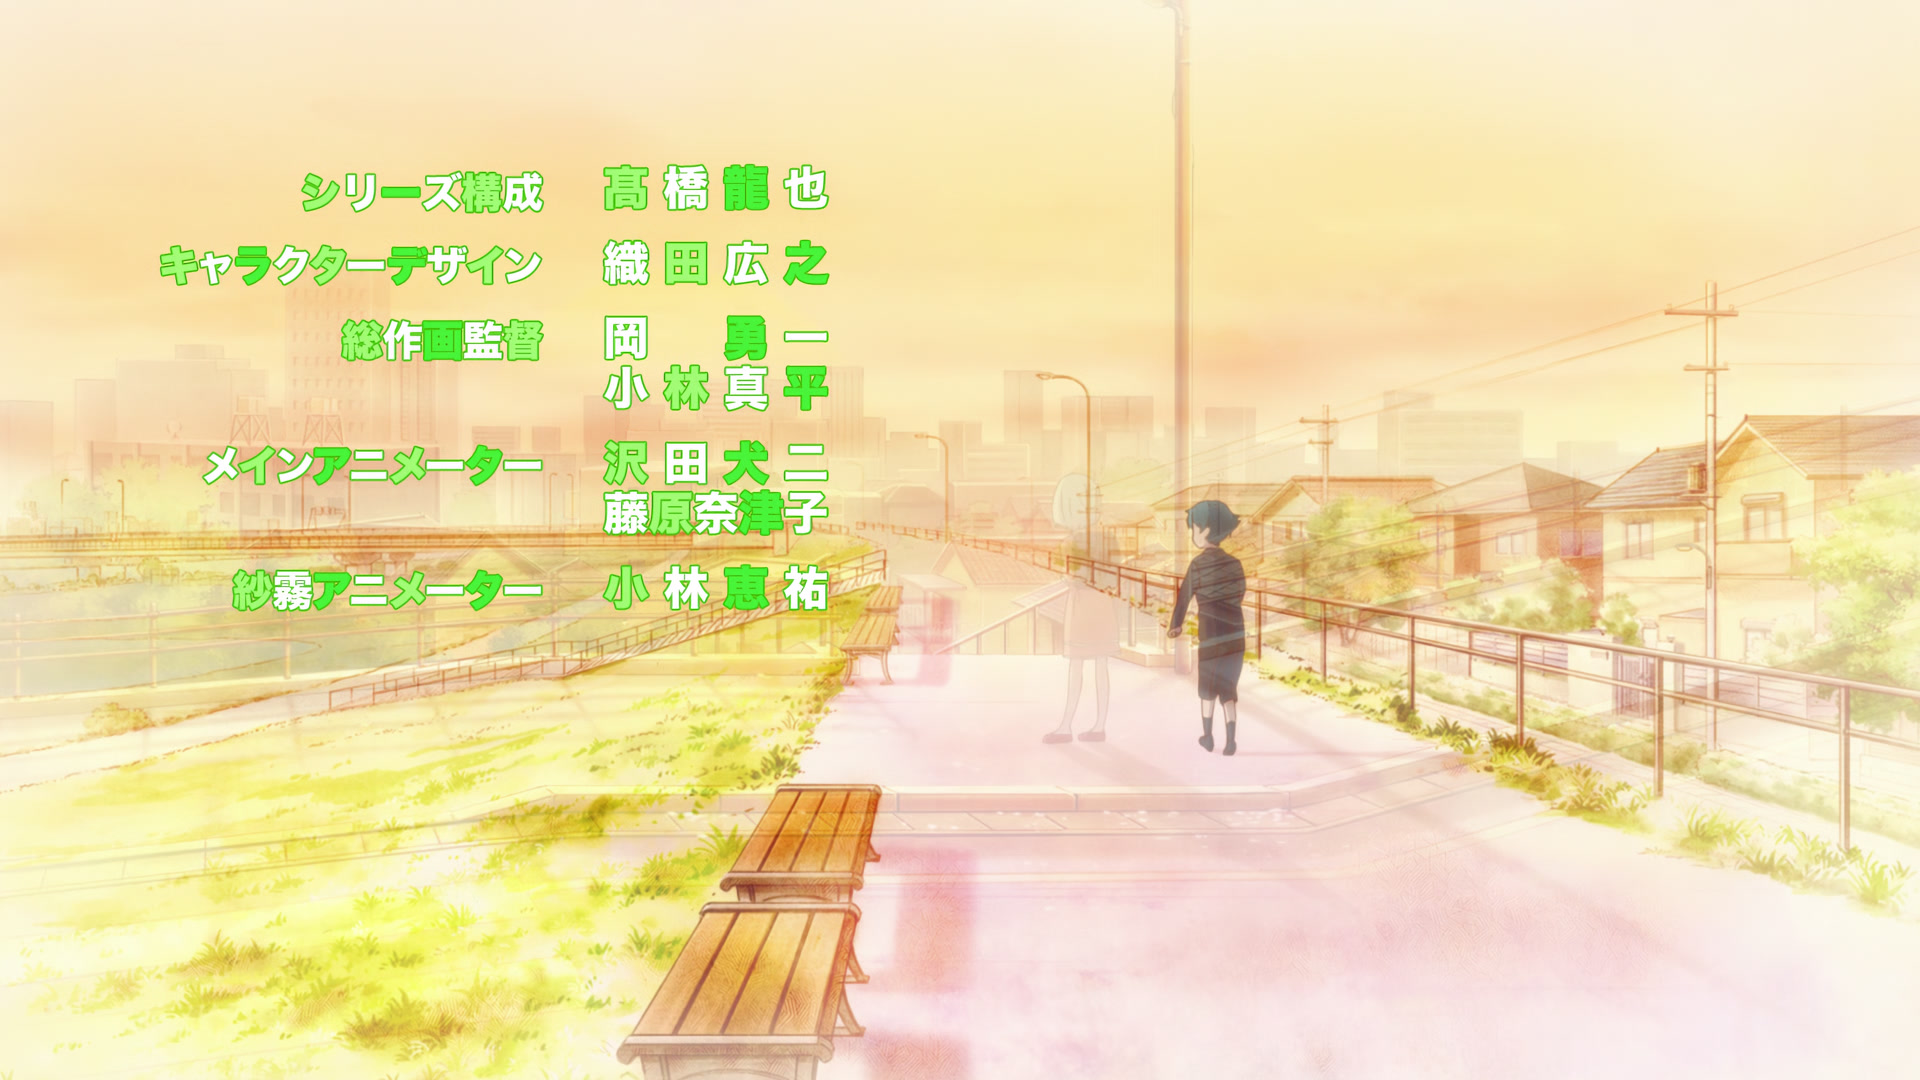 シリーズ構成 髙橋龍也
キャラクターデザイン 織田広之
総作画監督 岡 勇一
小林真平
メインアニメーター 沢田犬二
藤原奈津子
紗霧アニメーター 小林恵祐